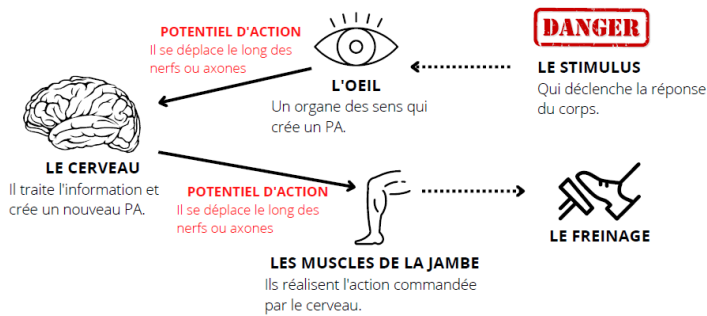 DANGER
LE STIMULUS
Qui déclenche la réponse
du corps.
L'OEIL
Un organe des sens qui
crée un PA.
POTENTIEL D'ACTION
Il se déplace le long des
nerfs ou axones
LE CERVEAU
Il traite l'information et
crée un nouveau PA.
POTENTIEL D'ACTION
Il se déplace le long des
nerfs ou axones
LES MUSCLES DE LA JAMBE
Ils réalisent l'action commandée
par le cerveau.
LE FREINAGE